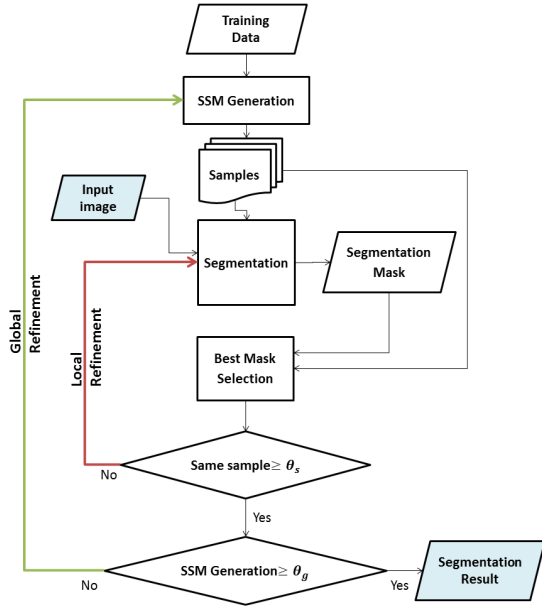 Training
Data
SSM Generation
Samples
Input
image
Segmentation
Segmentation
Mask
Global
Refinement
Local
Refinement
Best Mask
Selection
Same sample≥ θₛ
No
Yes
SSM Generation≥ θ_g
No
Yes
Segmentation
Result